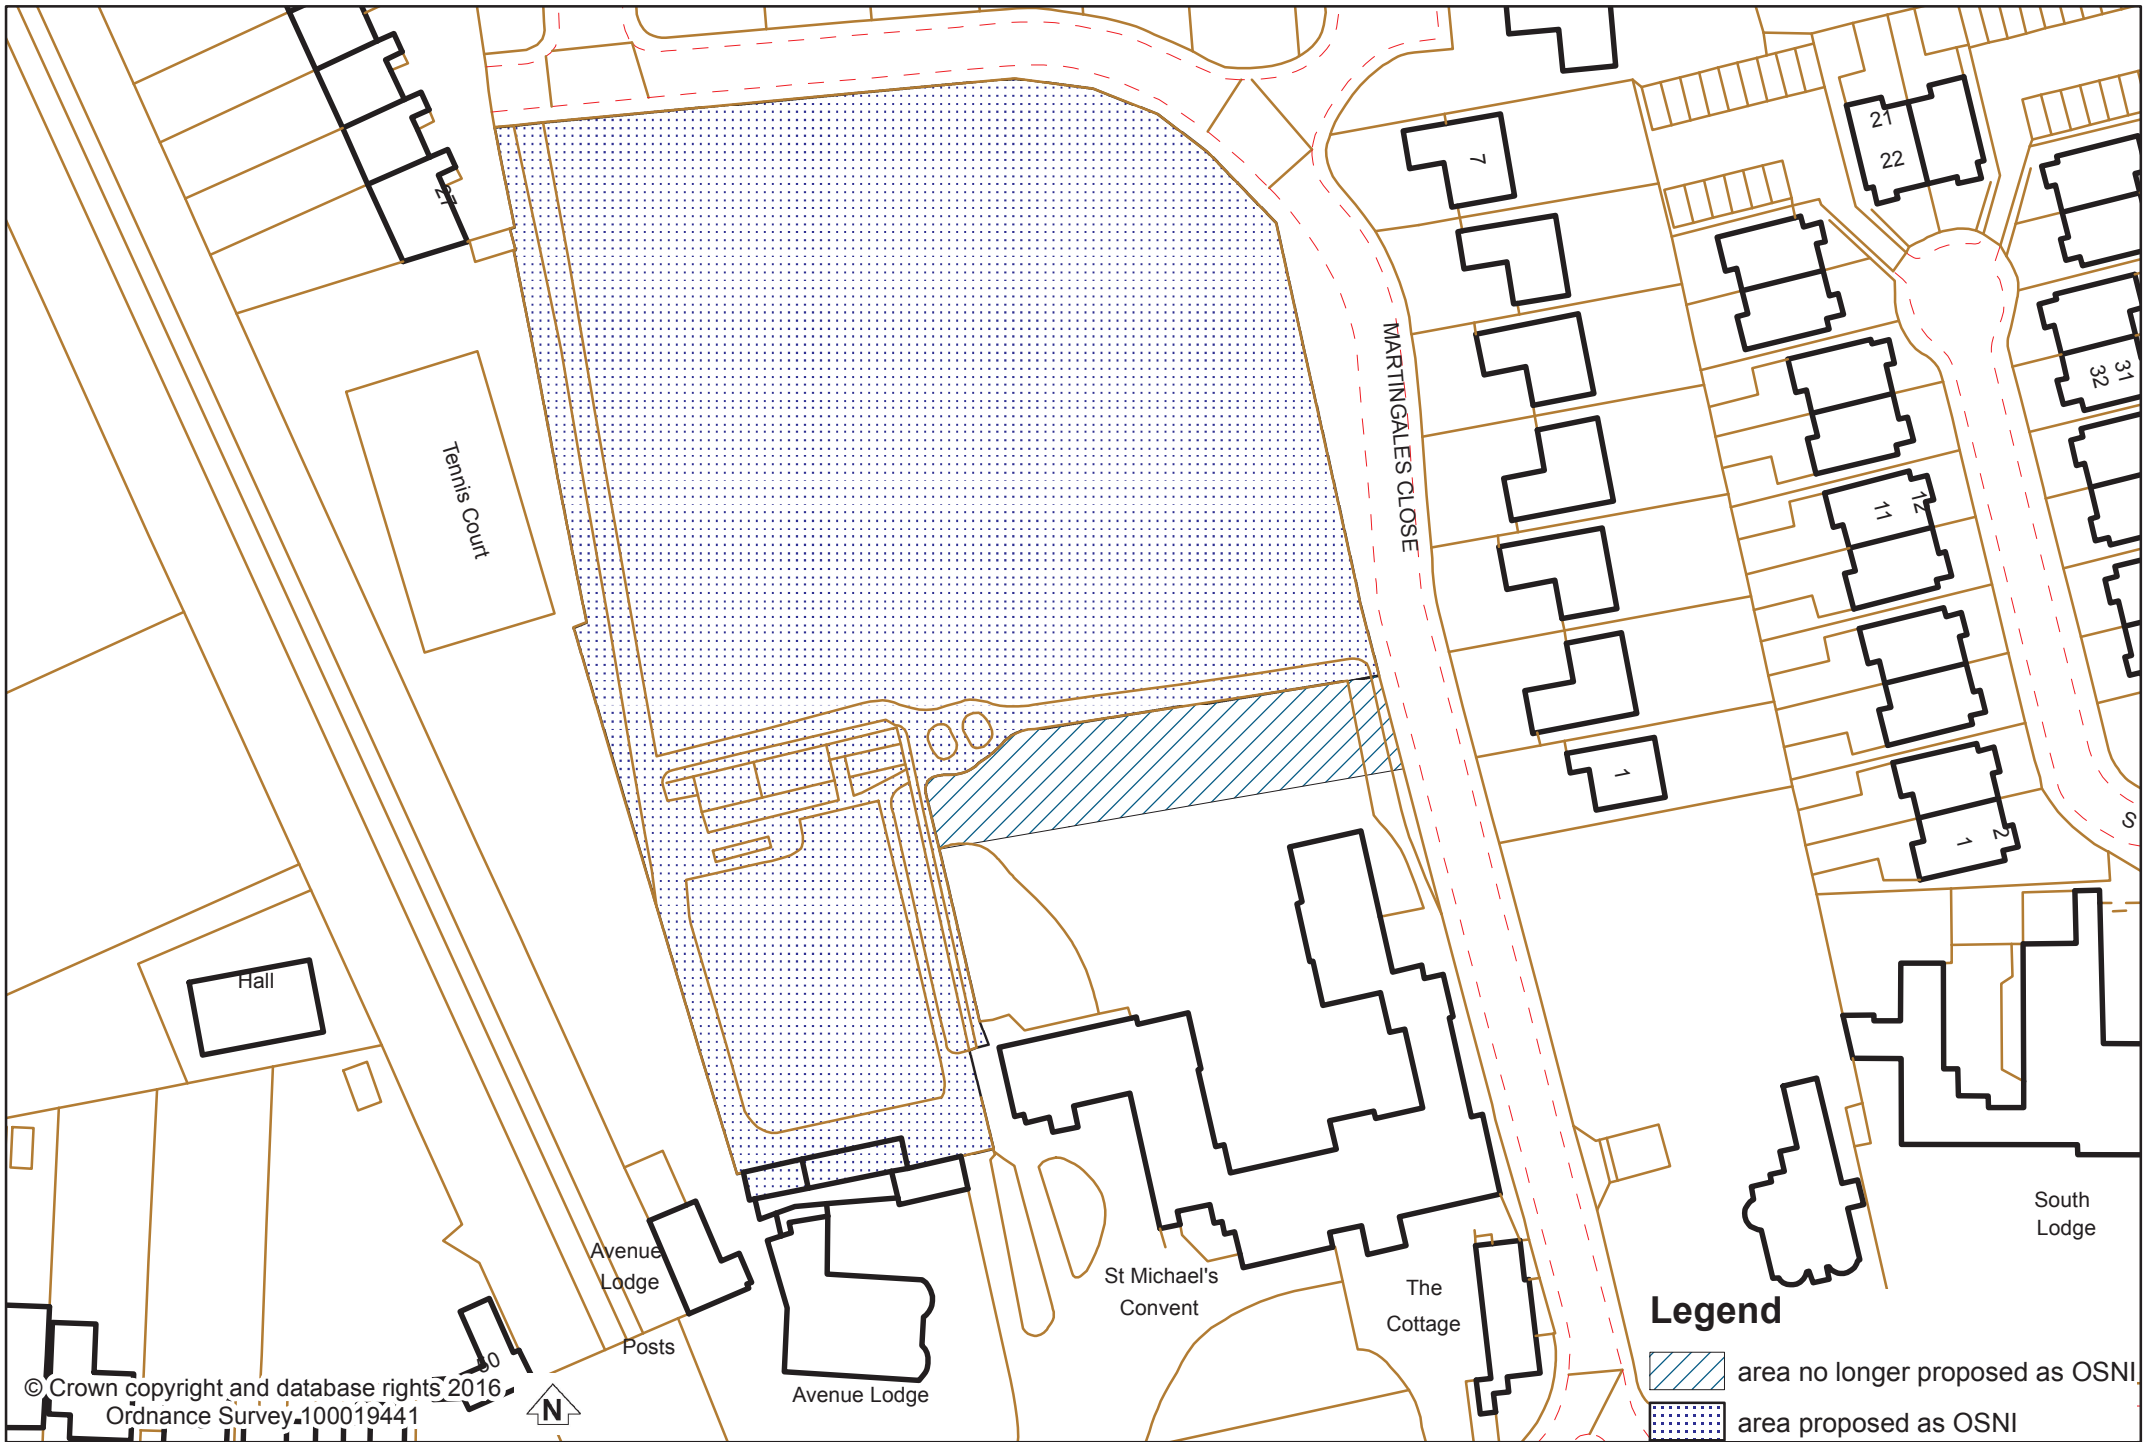 21
22
7
27
MARTINGALES CLOSE
Tennis Court
31
32
12
11
1
2
1
S
Hall
South
Lodge
Avenue
Lodge
St Michael's
Convent
The
Cottage
Posts
Avenue Lodge
50
Legend
area no longer proposed as OSNI
area proposed as OSNI
© Crown copyright and database rights 2016
Ordnance Survey 100019441
N